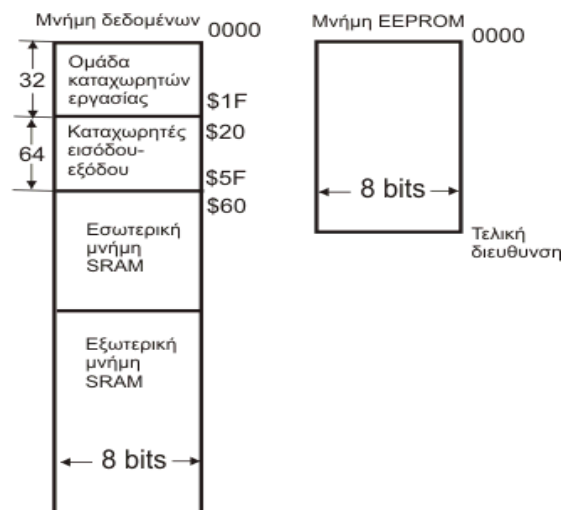 Μνήμη δεδομένων
0000
32
Ομάδα
καταχωρητών
εργασίας
$1F
64
Καταχωρητές
εισόδου-
εξόδου
$20
$5F
$60
Εσωτερική
μνήμη
SRAM
Εξωτερική
μνήμη
SRAM
8 bits
Μνήμη EEPROM
0000
8 bits
Τελική
διευθυνση